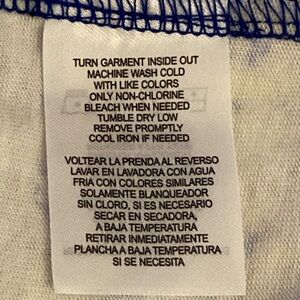 TURN GARMENT INSIDE OUT
MACHINE WASH COLD
WITH LIKE COLORS
ONLY NON-CHLORINE
BLEACH WHEN NEEDED
TUMBLE DRY LOW
REMOVE PROMPTLY
COOL IRON IF NEEDED
VOLTEAR LA PRENDA AL REVERSO
LAVAR EN LAVADORA CON AGUA
FRIA CON COLORES SIMILARES
SOLAMENTE BLANQUEADOR
SIN CLORO, SI ES NECESARIO
SECAR EN SECADORA,
A BAJA TEMPERATURA
RETIRAR INMEDIATAMENTE
PLANCHA A BAJA TEMPERATURA
SI SE NECESITA